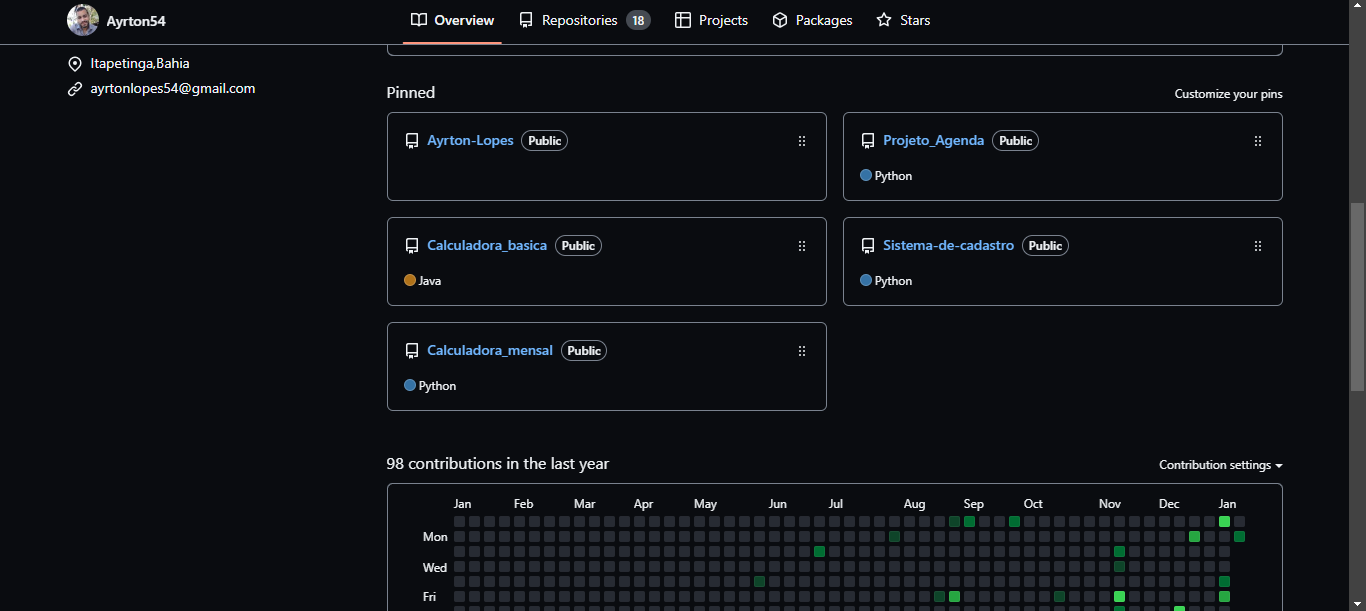 Ayrton54
Overview Repositories 18 Projects Packages Stars
Itapetinga,Bahia
ayrtonlopes54@gmail.com
Pinned
Customize your pins
Ayrton-Lopes Public
Projeto_Agenda Public
Python
Calculadora_basica Public
Java
Sistema-de-cadastro Public
Python
Calculadora_mensal Public
Python
98 contributions in the last year
Contribution settings
Jan Feb Mar Apr May Jun Jul Aug Sep Oct Nov Dec Jan
Mon
Wed
Fri